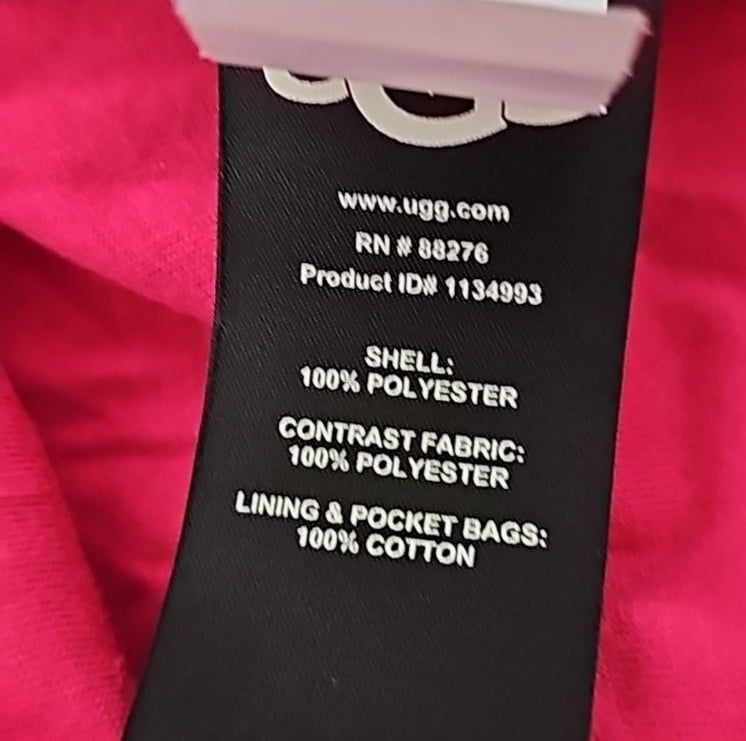 www.ugg.com
RN # 88276
Product ID# 1134993
SHELL:
100% POLYESTER
CONTRAST FABRIC:
100% POLYESTER
LINING & POCKET BAGS:
100% COTTON